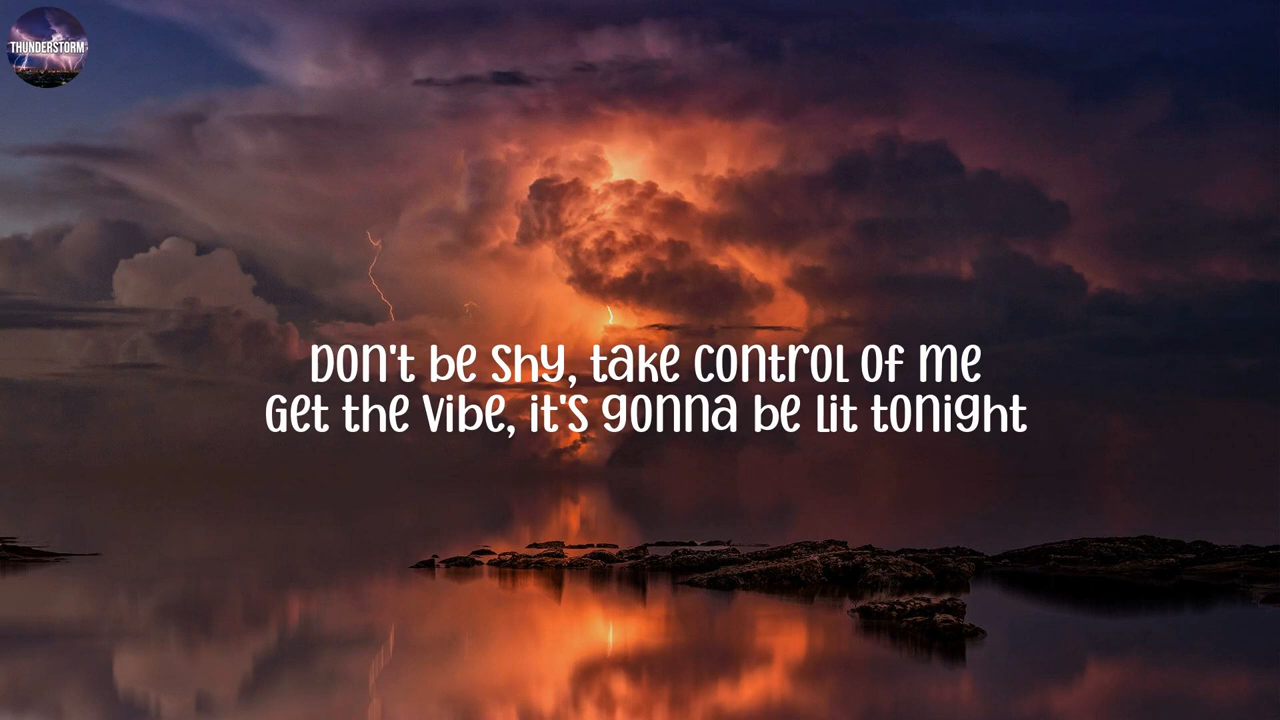 THUNDERSTORM
Don't be shy, take control of me
Get the vibe, it's gonna be lit tonight